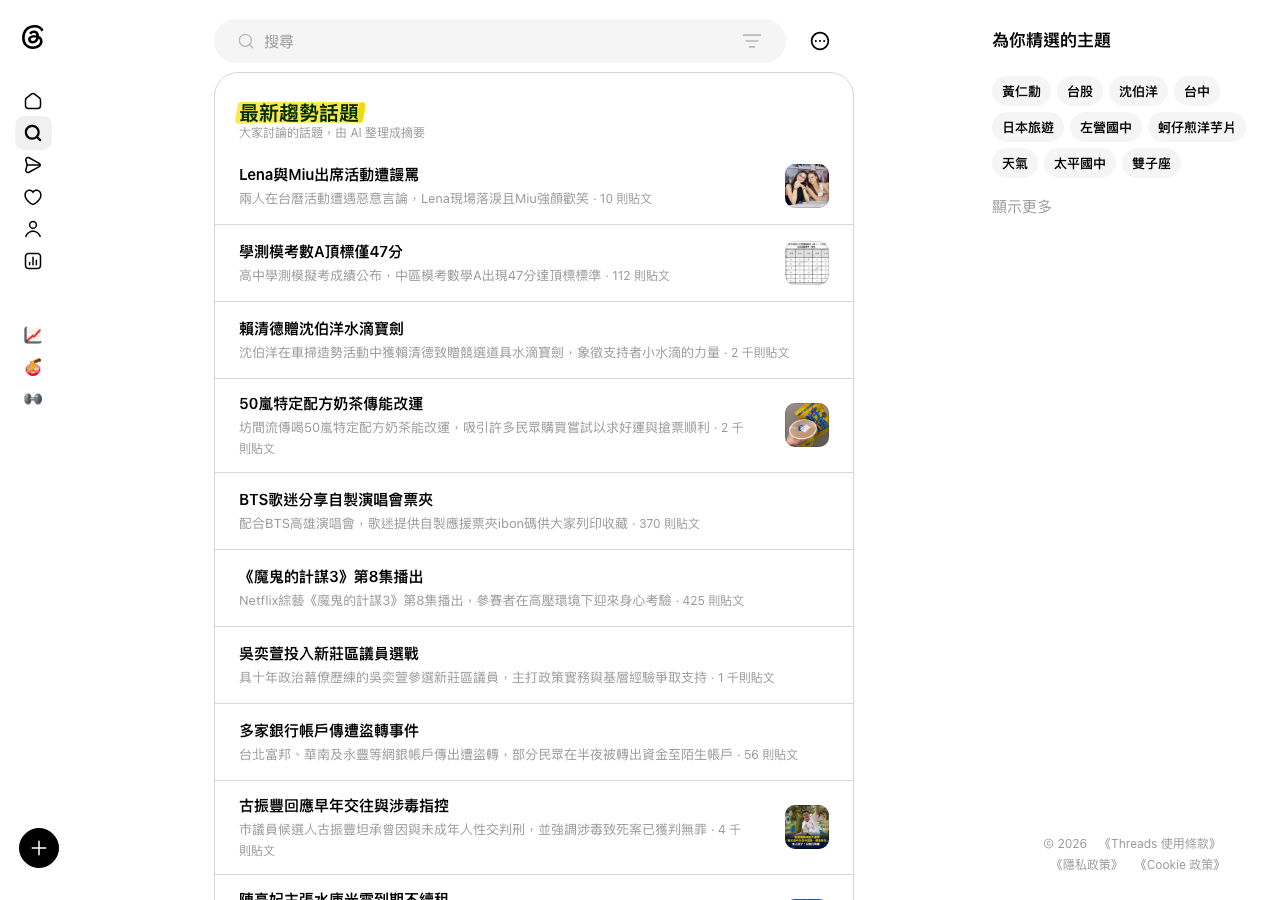 搜尋
最新趨勢話題
大家討論的話題，由 AI 整理成摘要
Lena與Miu出席活動遭謾罵
兩人在台曆活動遭遇惡意言論，Lena現場落淚且Miu強顏歡笑 · 10 則貼文
學測模考數A頂標僅47分
高中學測模擬考成績公布，中區模考數學A出現47分達頂標標準 · 112 則貼文
賴清德贈沈伯洋水滴寶劍
沈伯洋在車掃造勢活動中獲賴清德致贈競選道具水滴寶劍，象徵支持者小水滴的力量 · 2 千則貼文
50嵐特定配方奶茶傳能改運
坊間流傳喝50嵐特定配方奶茶能改運，吸引許多民眾購買嘗試以求好運與搶票順利 · 2 千
則貼文
BTS歌迷分享自製演唱會票夾
配合BTS高雄演唱會，歌迷提供自製應援票夾ibon碼供大家列印收藏 · 370 則貼文
《魔鬼的計謀3》第8集播出
Netflix綜藝《魔鬼的計謀3》第8集播出，參賽者在高壓環境下迎來身心考驗 · 425 則貼文
吳奕萱投入新莊區議員選戰
具十年政治幕僚歷練的吳奕萱參選新莊區議員，主打政策實務與基層經驗爭取支持 · 1 千則貼文
多家銀行帳戶傳遭盜轉事件
台北富邦、華南及永豐等網銀帳戶傳出遭盜轉，部分民眾在半夜被轉出資金至陌生帳戶 · 56 則貼文
古振豐回應早年交往與涉毒指控
市議員候選人古振豐坦承曾因與未成年人性交判刑，並強調涉毒致死案已獲判無罪 · 4 千
則貼文
為你精選的主題
黃仁勳 台股 沈伯洋 台中
日本旅遊 左營國中 蚵仔煎洋芋片
天氣 太平國中 雙子座
顯示更多
© 2026 《Threads 使用條款》
《隱私政策》 《Cookie 政策》